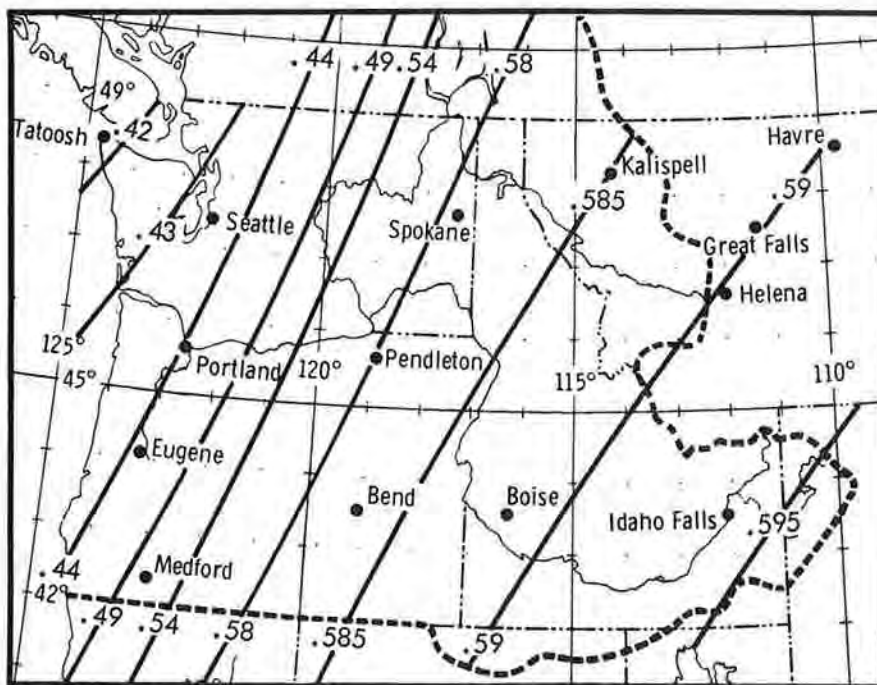 .44
.49
.54
.58
49°
.42
Tatoosh
Havre
Kalispell
.59
.585
Seattle
Spokane
.43
Great Falls
Helena
125°
Portland
120°
Pendleton
115°
110°
45°
Eugene
Bend
Boise
Idaho Falls
.595
.44
Medford
42°
.49
.54
.58
.585
.59